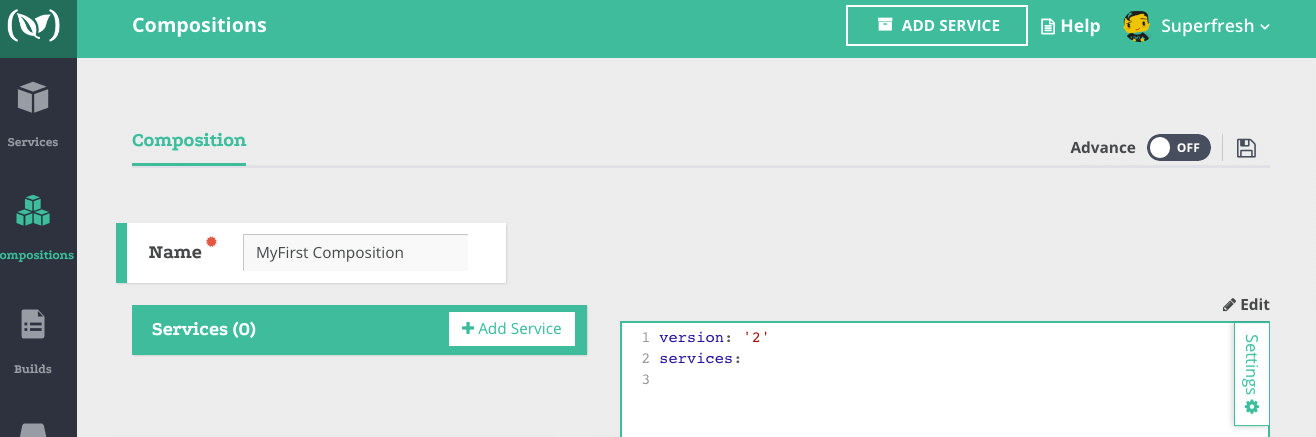 Compositions
ADD SERVICE
Help
Superfresh
Services
Composition
Advance
OFF
ompositions
Name
MyFirst Composition
Services (0)
Add Service
Edit
1 version: '2'
2 services:
3
Settings
Builds